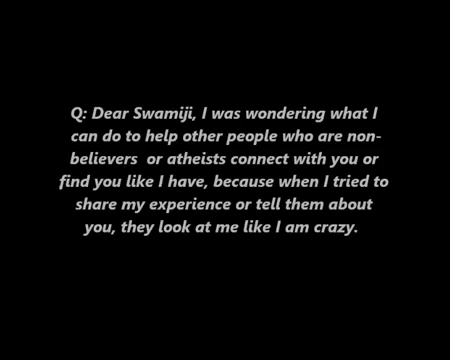 Q: Dear Swamiji, I was wondering what I
can do to help other people who are non-
believers or atheists connect with you or
find you like I have, because when I tried to
share my experience or tell them about
you, they look at me like I am crazy.